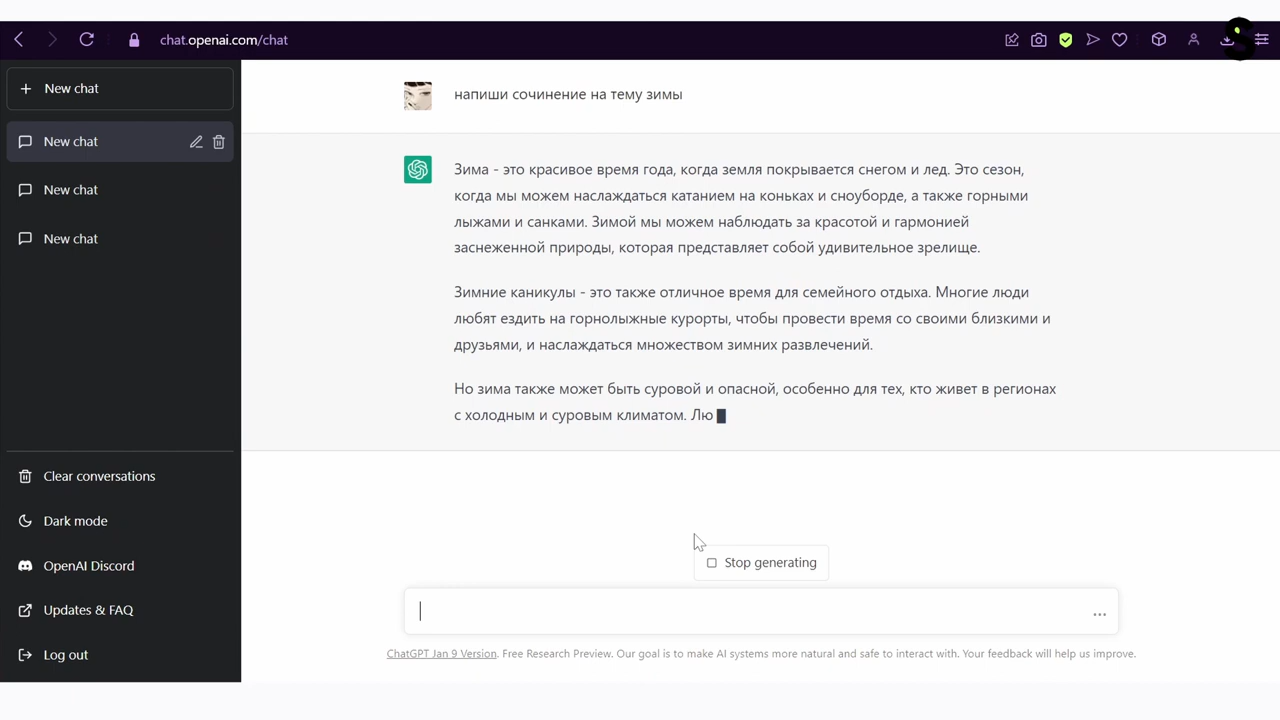 chat.openai.com/chat
New chat
New chat
New chat
New chat
Clear conversations
Dark mode
OpenAI Discord
Updates & FAQ
Log out
напиши сочинение на тему зимы
Зима - это красивое время года, когда земля покрывается снегом и лед. Это сезон,
когда мы можем наслаждаться катанием на коньках и сноуборде, а также горными
лыжами и санками. Зимой мы можем наблюдать за красотой и гармонией
заснеженной природы, которая представляет собой удивительное зрелище.
Зимние каникулы - это также отличное время для семейного отдыха. Многие люди
любят ездить на горнолыжные курорты, чтобы провести время со своими близкими и
друзьями, и наслаждаться множеством зимних развлечений.
Но зима также может быть суровой и опасной, особенно для тех, кто живет в регионах
с холодным и суровым климатом. Лю
Stop generating
...
ChatGPT Jan 9 Version. Free Research Preview. Our goal is to make AI systems more natural and safe to interact with. Your feedback will help us improve.